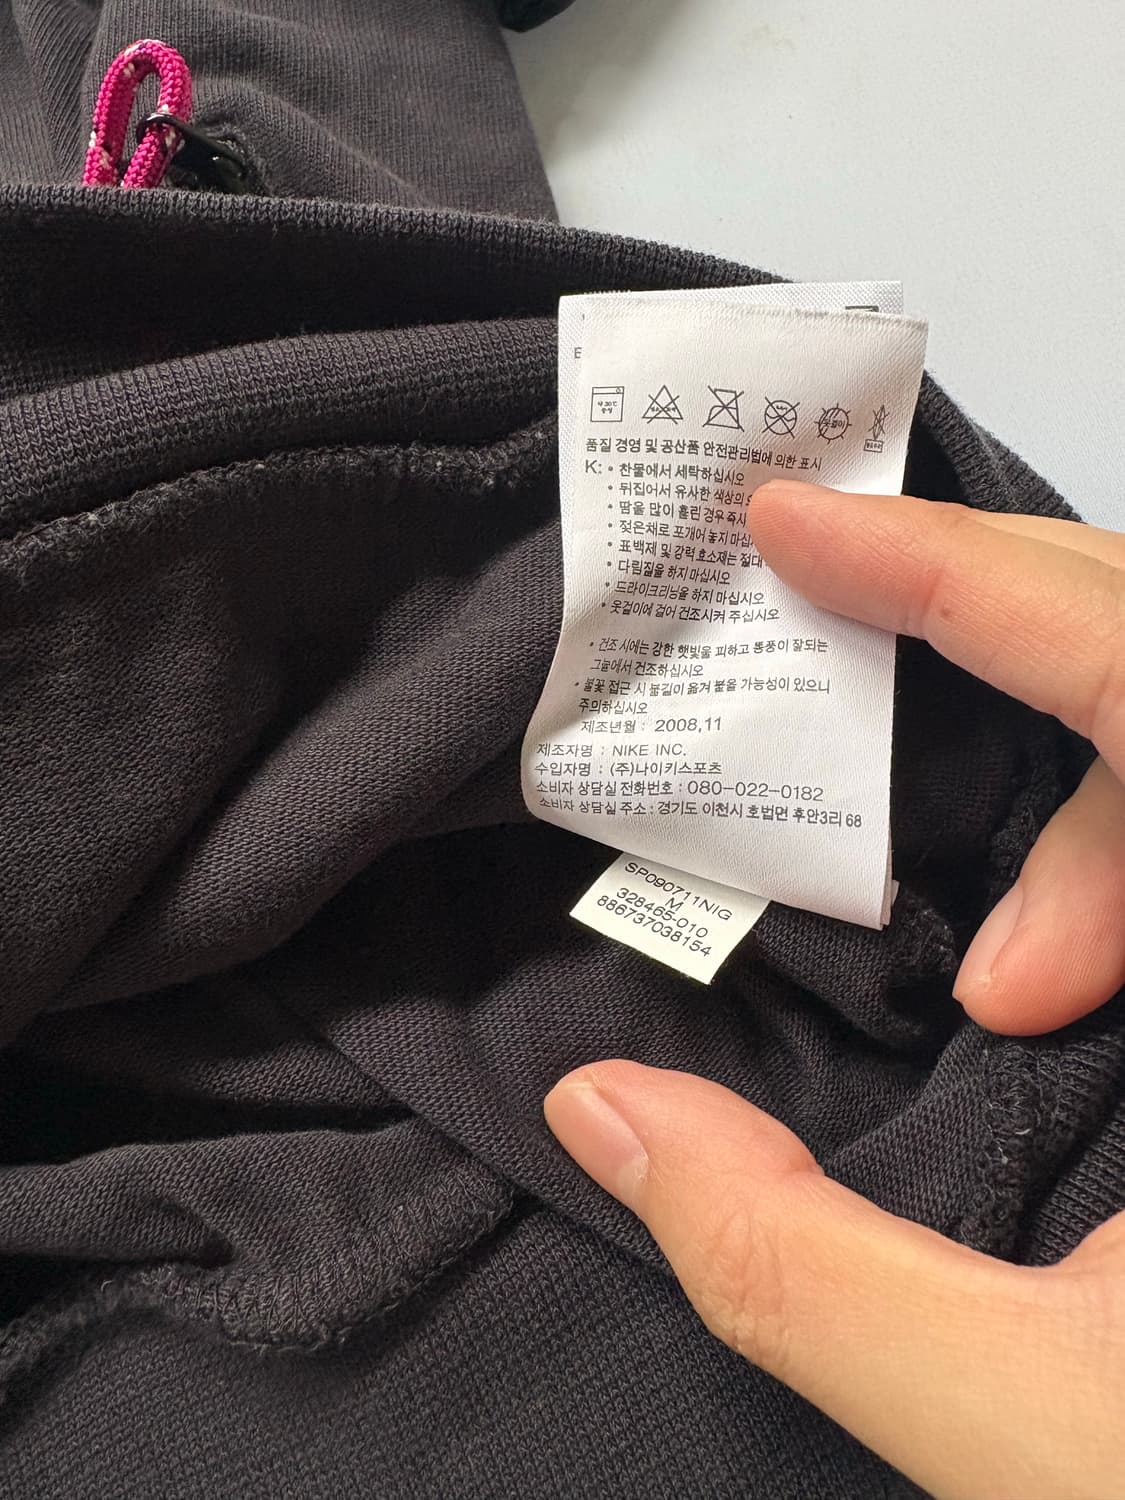 약 30℃
중성
옷걸이
품질 경영 및 공산품 안전관리법에 의한 표시
K: • 찬물에서 세탁하십시오
• 뒤집어서 유사한 색상의
• 땀을 많이 흘린 경우 즉시
• 젖은채로 포개어 놓지 마십
• 표백제 및 강력 효소제는 절대
• 다림질을 하지 마십시오
• 드라이크리닝을 하지 마십시오
• 옷걸이에 걸어 건조시켜 주십시오
• 건조 시에는 강한 햇빛을 피하고 통풍이 잘되는
그늘에서 건조하십시오
• 불꽃 접근 시 불길이 옮겨 붙을 가능성이 있으니
주의하십시오
제조년월 : 2008,11
제조자명 : NIKE INC.
수입자명 : (주)나이키스포츠
소비자 상담실 전화번호 : 080-022-0182
소비자 상담실 주소 : 경기도 이천시 호법면 후안3리 68
SP090711NIG
M
328465-010
886737038154